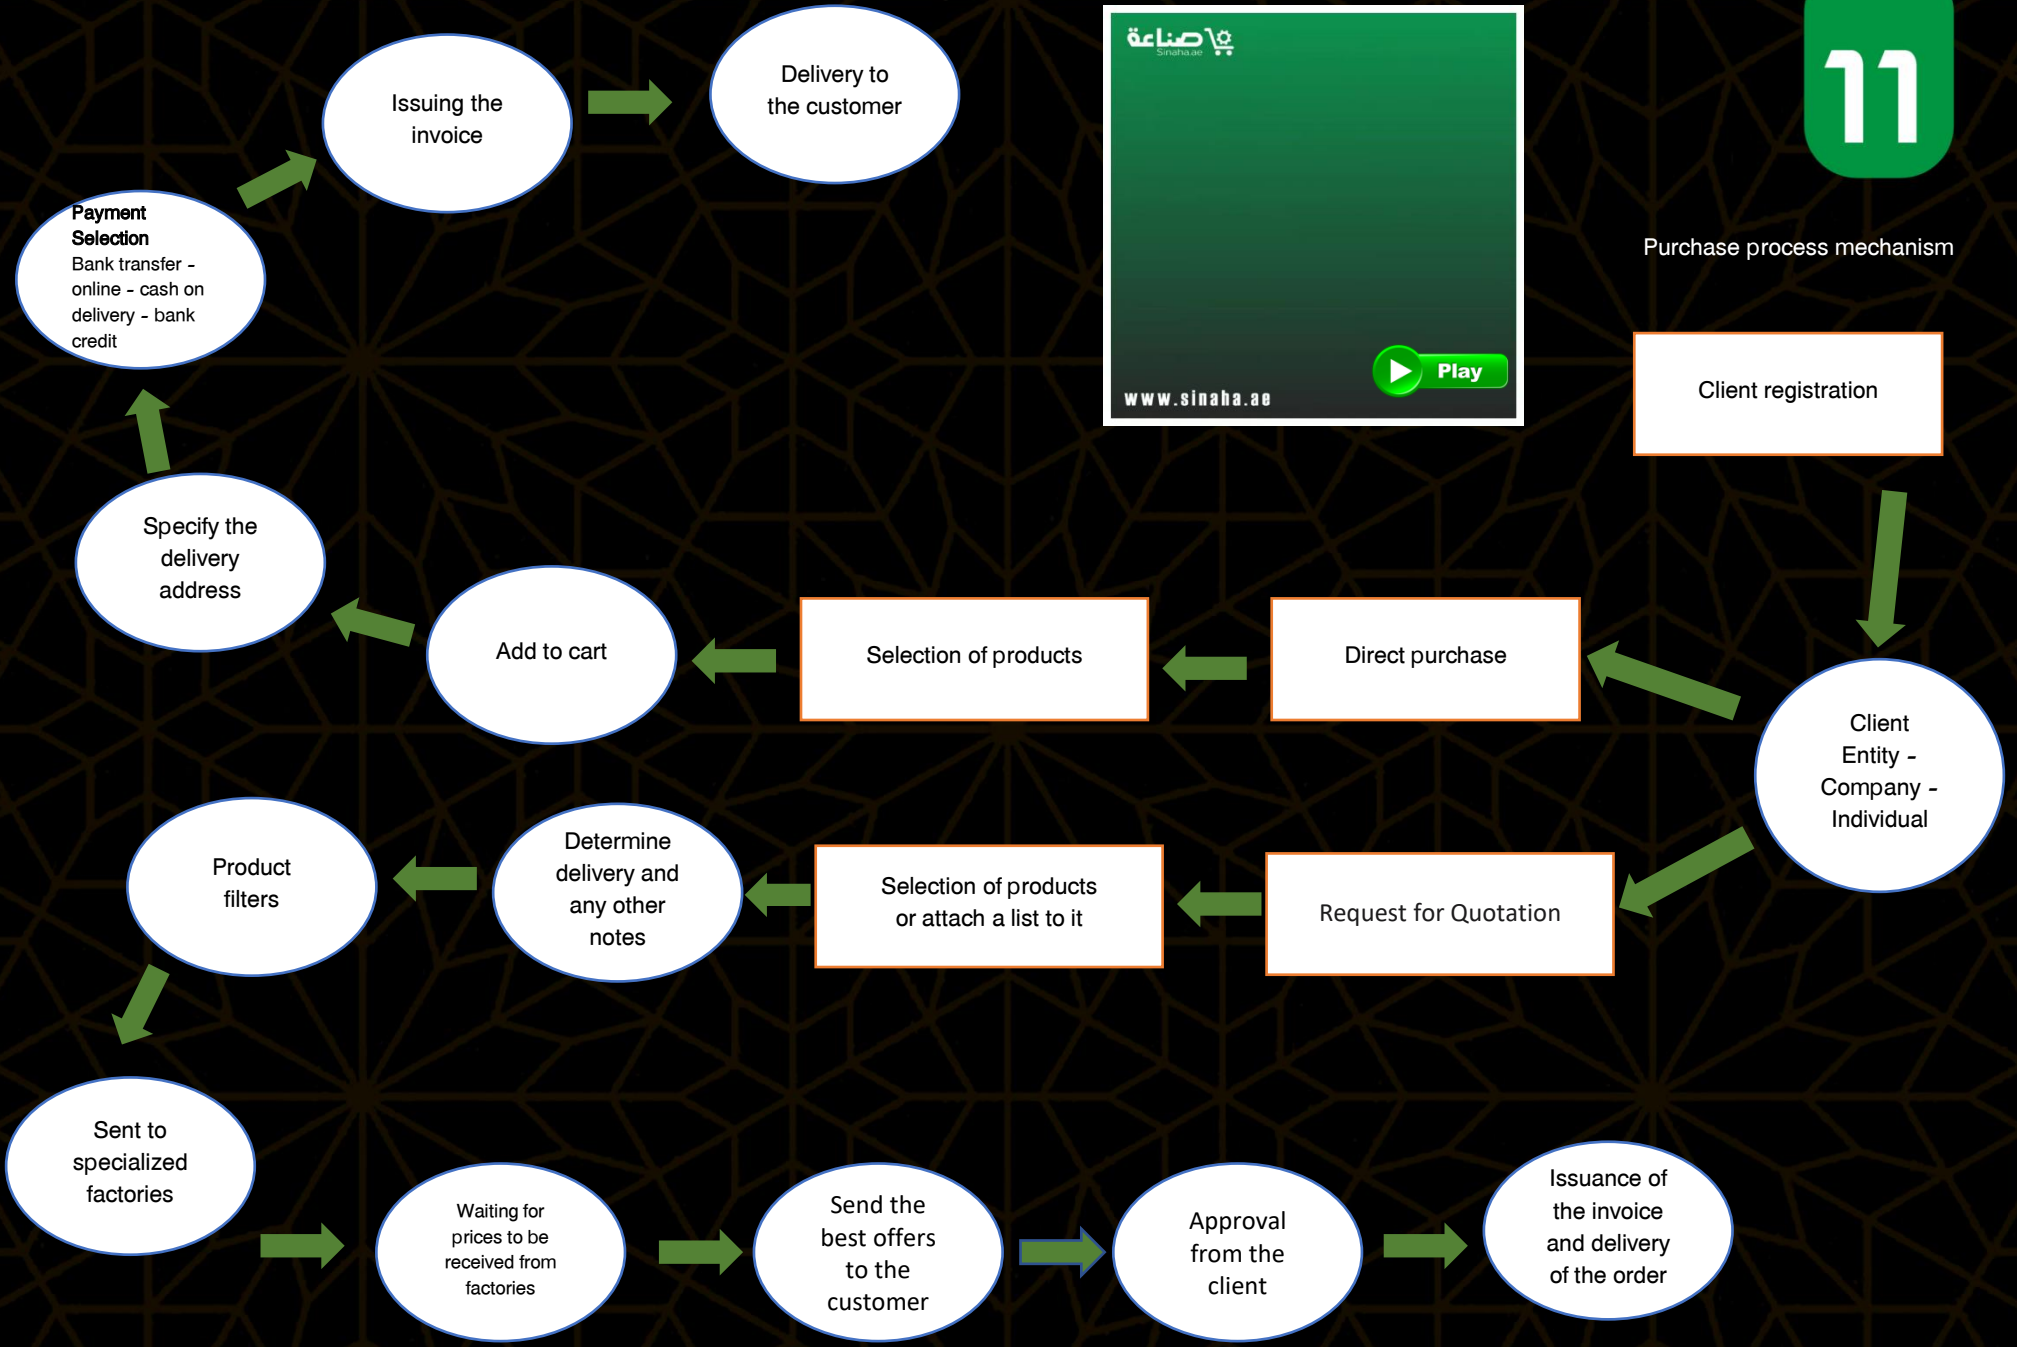 Issuing the
invoice
Delivery to
the customer
صناعة
Sinaha.ae
Play
www.sinaha.ae
11
Purchase process mechanism
Payment
Selection
Bank transfer -
online - cash on
delivery - bank
credit
Client registration
Specify the
delivery
address
Add to cart
Selection of products
Direct purchase
Client
Entity -
Company -
Individual
Product
filters
Determine
delivery and
any other
notes
Selection of products
or attach a list to it
Request for Quotation
Sent to
specialized
factories
Waiting for
prices to be
received from
factories
Send the
best offers
to the
customer
Approval
from the
client
Issuance of
the invoice
and delivery
of the order